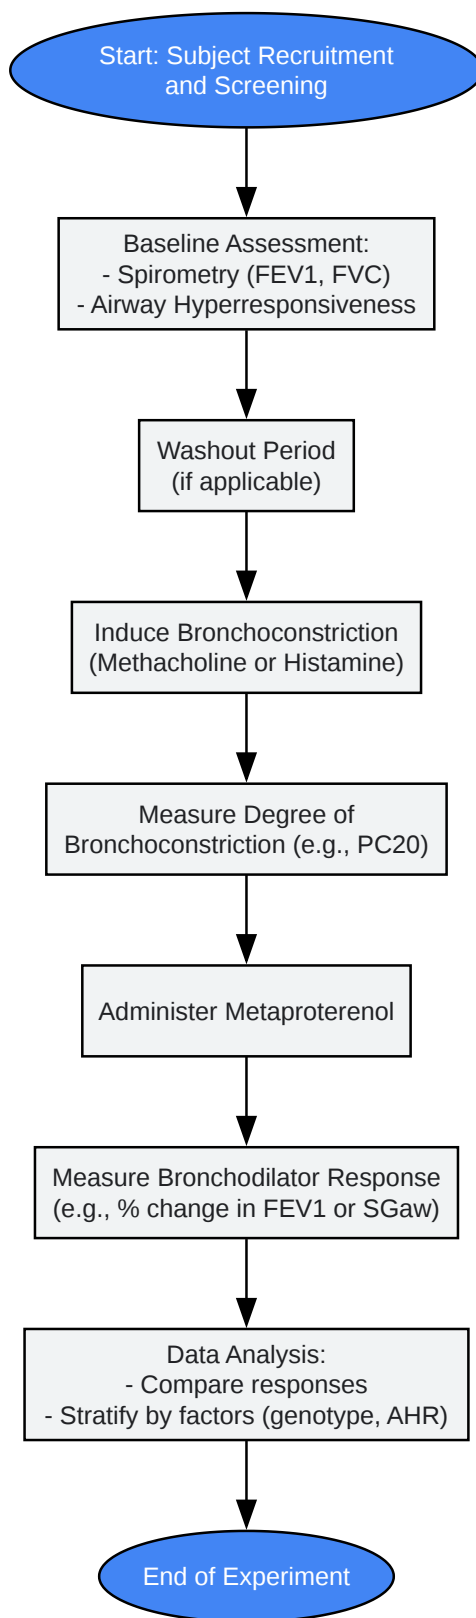 Start: Subject Recruitment
and Screening
Baseline Assessment:
- Spirometry (FEV1, FVC)
- Airway Hyperresponsiveness
Washout Period
(if applicable)
Induce Bronchoconstriction
(Methacholine or Histamine)
Measure Degree of
Bronchoconstriction (e.g., PC20)
Administer Metaproterenol
Measure Bronchodilator Response
(e.g., % change in FEV1 or SGaw)
Data Analysis:
- Compare responses
- Stratify by factors (genotype, AHR)
End of Experiment